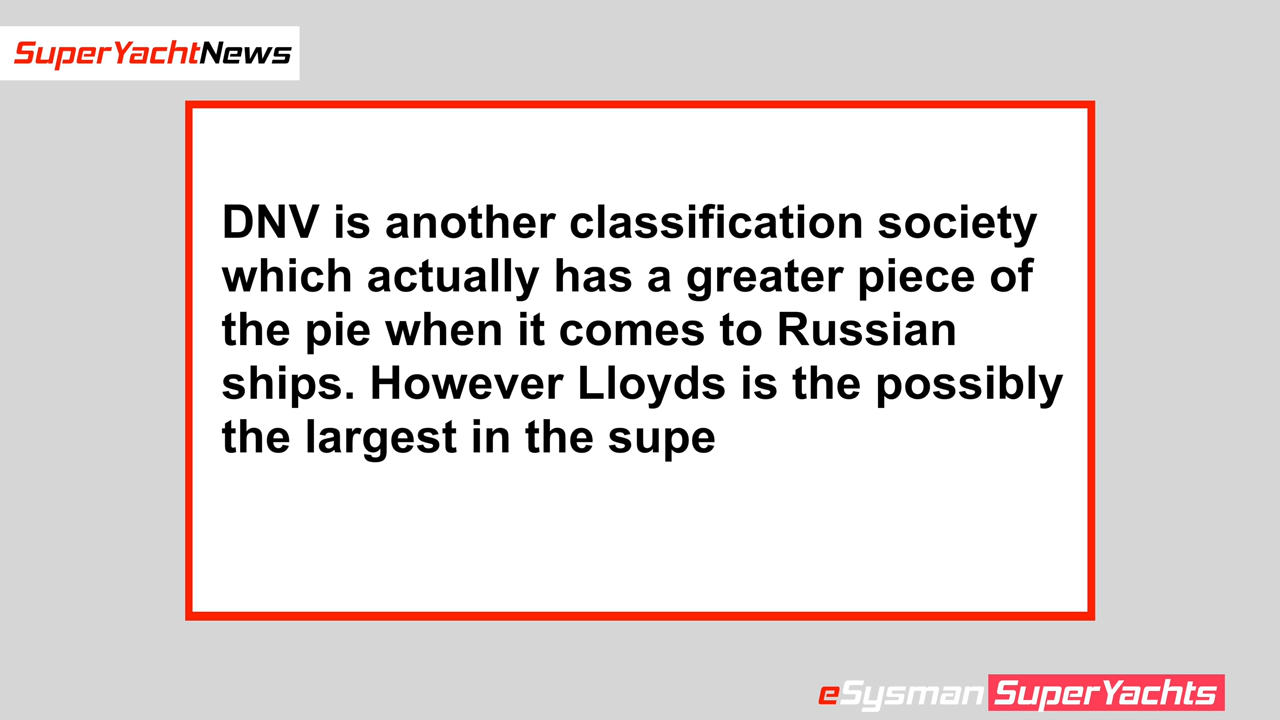 SuperYachtNews
DNV is another classification society
which actually has a greater piece of
the pie when it comes to Russian
ships. However Lloyds is the possibly
the largest in the supe
eSysman SuperYachts